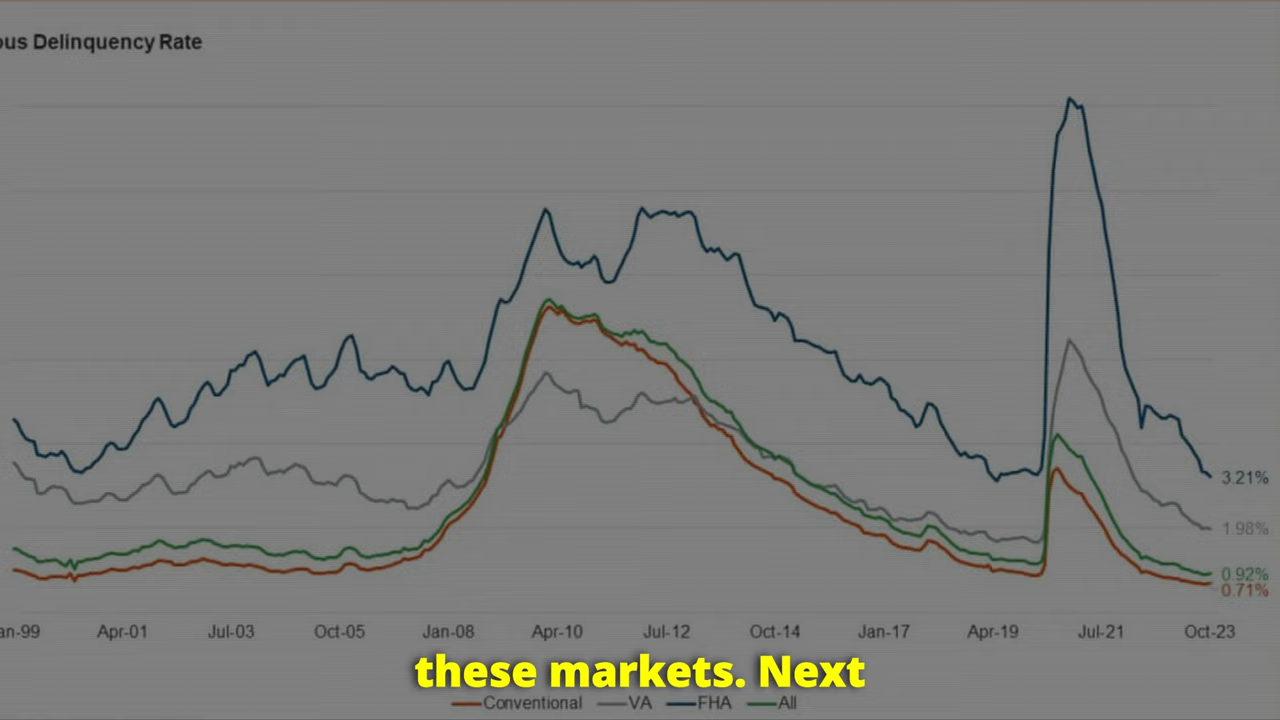 ous Delinquency Rate
3.21%
1.98%
0.92%
0.71%
an-99 Apr-01 Jul-03 Oct-05 Jan-08 Apr-10 Jul-12 Oct-14 Jan-17 Apr-19 Jul-21 Oct-23
these markets. Next
Conventional VA FHA All